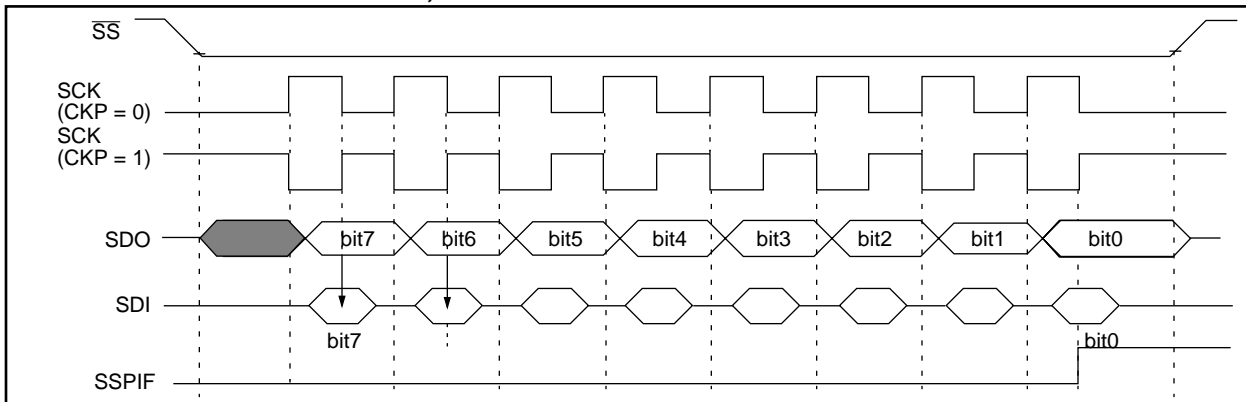 SS
SCK
(CKP = 0)
SCK
(CKP = 1)
SDO bit7 bit6 bit5 bit4 bit3 bit2 bit1 bit0
SDI
bit7 bit0
SSPIF